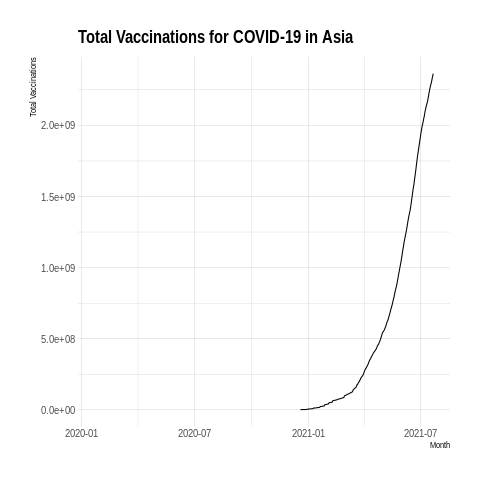 Total Vaccinations for COVID-19 in Asia
Total Vaccinations
2.0e+09
1.5e+09
1.0e+09
5.0e+08
0.0e+00
2020-01 2020-07 2021-01 2021-07
Month